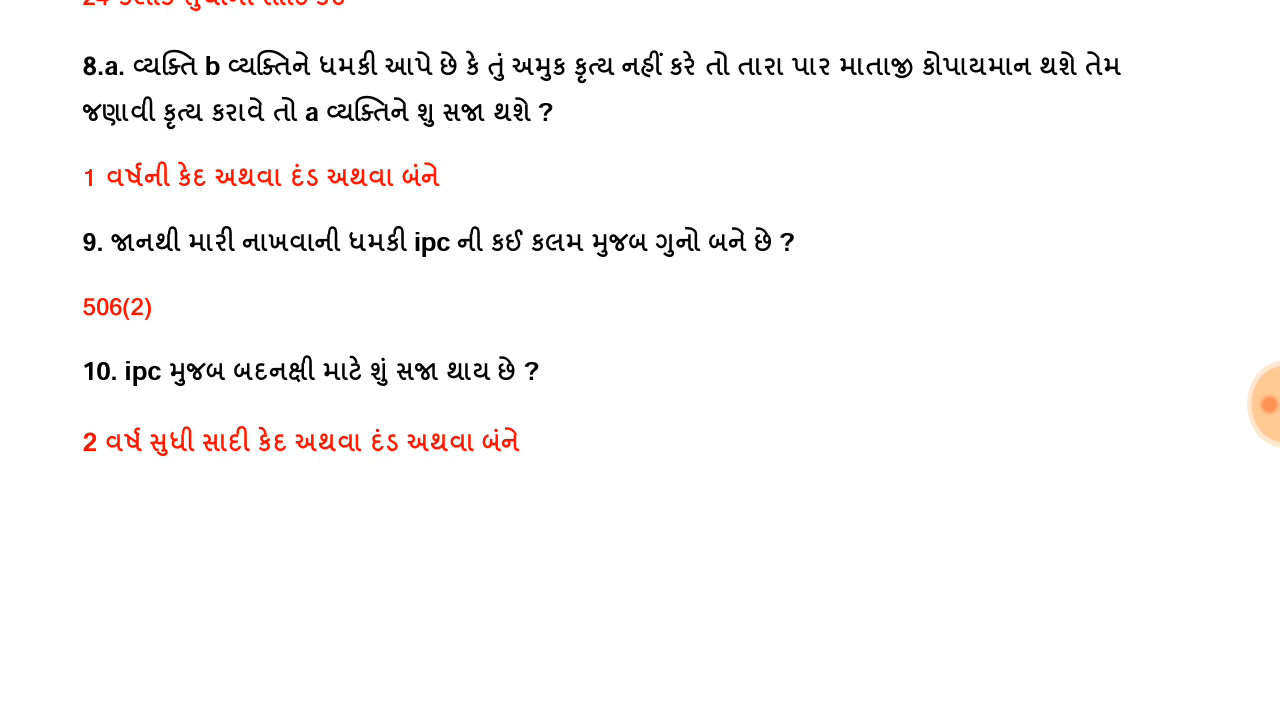 8.a. વ્યક્તિ b વ્યક્તિને ધમકી આપે છે કે તું અમુક કૃત્ય નહીં કરે તો તારા પાર માતાજી કોપાયમાન થશે તેમ
જણાવી કૃત્ય કરાવે તો a વ્યક્તિને શુ સજા થશે ?
1 વર્ષની કેદ અથવા દંડ અથવા બંને
9. જાનથી મારી નાખવાની ધમકી ipc ની કઈ કલમ મુજબ ગુનો બને છે ?
506(2)
10. ipc મુજબ બદનક્ષી માટે શું સજા થાય છે ?
2 વર્ષ સુધી સાદી કેદ અથવા દંડ અથવા બંને